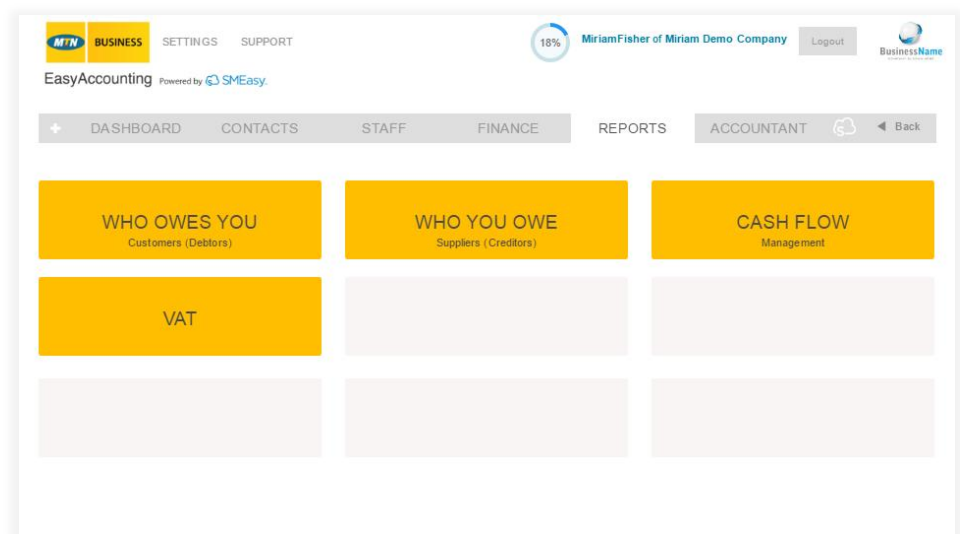 MTN BUSINESS SETTINGS SUPPORT
18%
MiriamFisher of Miriam Demo Company
Logout
BusinessName
EasyAccounting Powered by SMEasy.
DASHBOARD CONTACTS STAFF FINANCE REPORTS ACCOUNTANT Back
WHO OWES YOU
Customers (Debtors)
WHO YOU OWE
Suppliers (Creditors)
CASH FLOW
Management
VAT